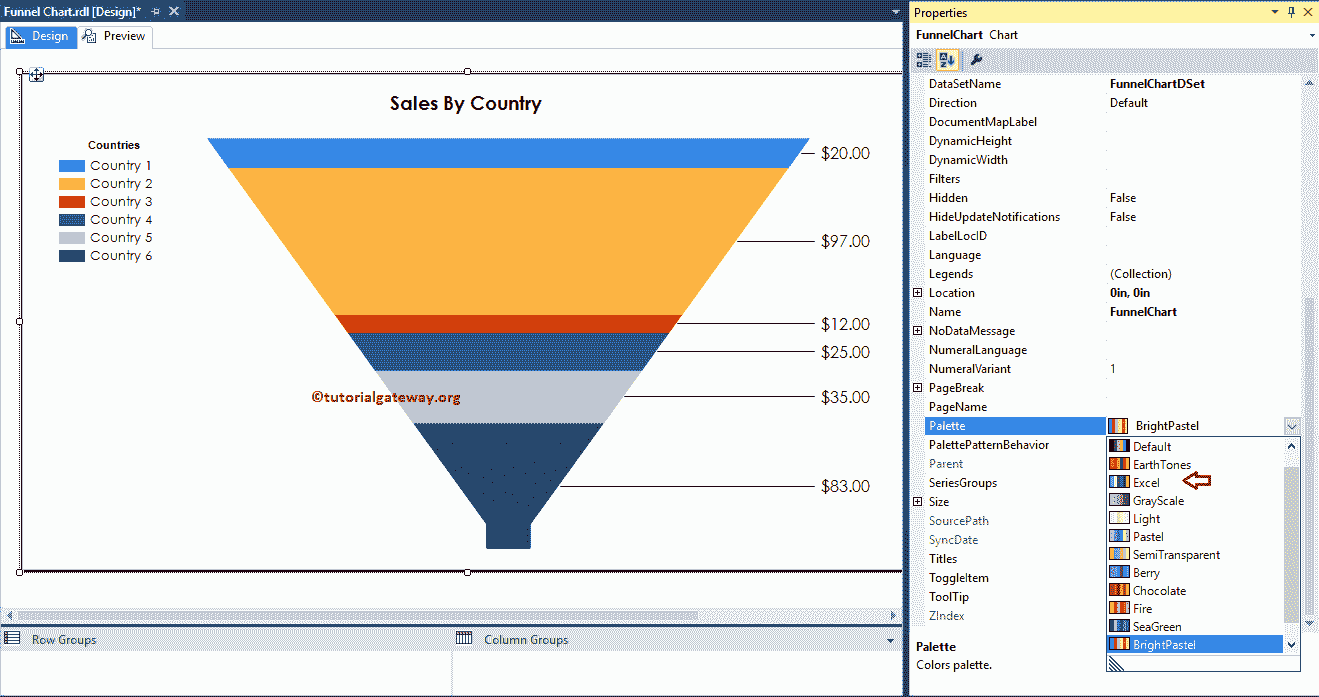 Funnel Chart.rdl [Design]*
Design Preview
Sales By Country
Countries
Country 1
Country 2
Country 3
Country 4
Country 5
Country 6
$20.00
$97.00
$12.00
$25.00
$35.00
$83.00
©tutorialgateway.org
Row Groups
Column Groups
Properties
FunnelChart Chart
DataSetName FunnelChartDSet
Direction Default
DocumentMapLabel
DynamicHeight
DynamicWidth
Filters
Hidden False
HideUpdateNotifications False
LabelLocID
Language
Legends (Collection)
Location 0in, 0in
Name FunnelChart
NoDataMessage
NumeralLanguage
NumeralVariant 1
PageBreak
PageName
Palette BrightPastel
PalettePatternBehavior
Parent
SeriesGroups
Size
SourcePath
SyncDate
Titles
ToggleItem
ToolTip
ZIndex
Default
EarthTones
Excel
GrayScale
Light
Pastel
SemiTransparent
Berry
Chocolate
Fire
SeaGreen
BrightPastel
Palette
Colors palette.